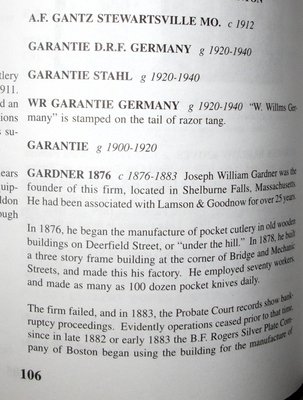 A.F. GANTZ STEWARTSVILLE MO. c 1912
GARANTIE D.R.F. GERMANY g 1920-1940
GARANTIE STAHL g 1920-1940
WR GARANTIE GERMANY g 1920-1940 "W. Willms Ger-
many" is stamped on the tail of razor tang.
GARANTIE g 1900-1920
GARDNER 1876 c 1876-1883 Joseph William Gardner was the
founder of this firm, located in Shelburne Falls, Massachusetts.
He had been associated with Lamson & Goodnow for over 25 years.
In 1876, he began the manufacture of pocket cutlery in old wooden
buildings on Deerfield Street, or "under the hill." In 1878, he built
a three story frame building at the corner of Bridge and Mechanic
Streets, and made this his factory. He employed seventy workers,
and made as many as 100 dozen pocket knives daily.
The firm failed, and in 1883, the Probate Court records show bank-
ruptcy proceedings. Evidently operations ceased prior to that time,
since in late 1882 or early 1883 the B.F. Rogers Silver Plate Com-
pany of Boston began using the building for the manufacture of
106